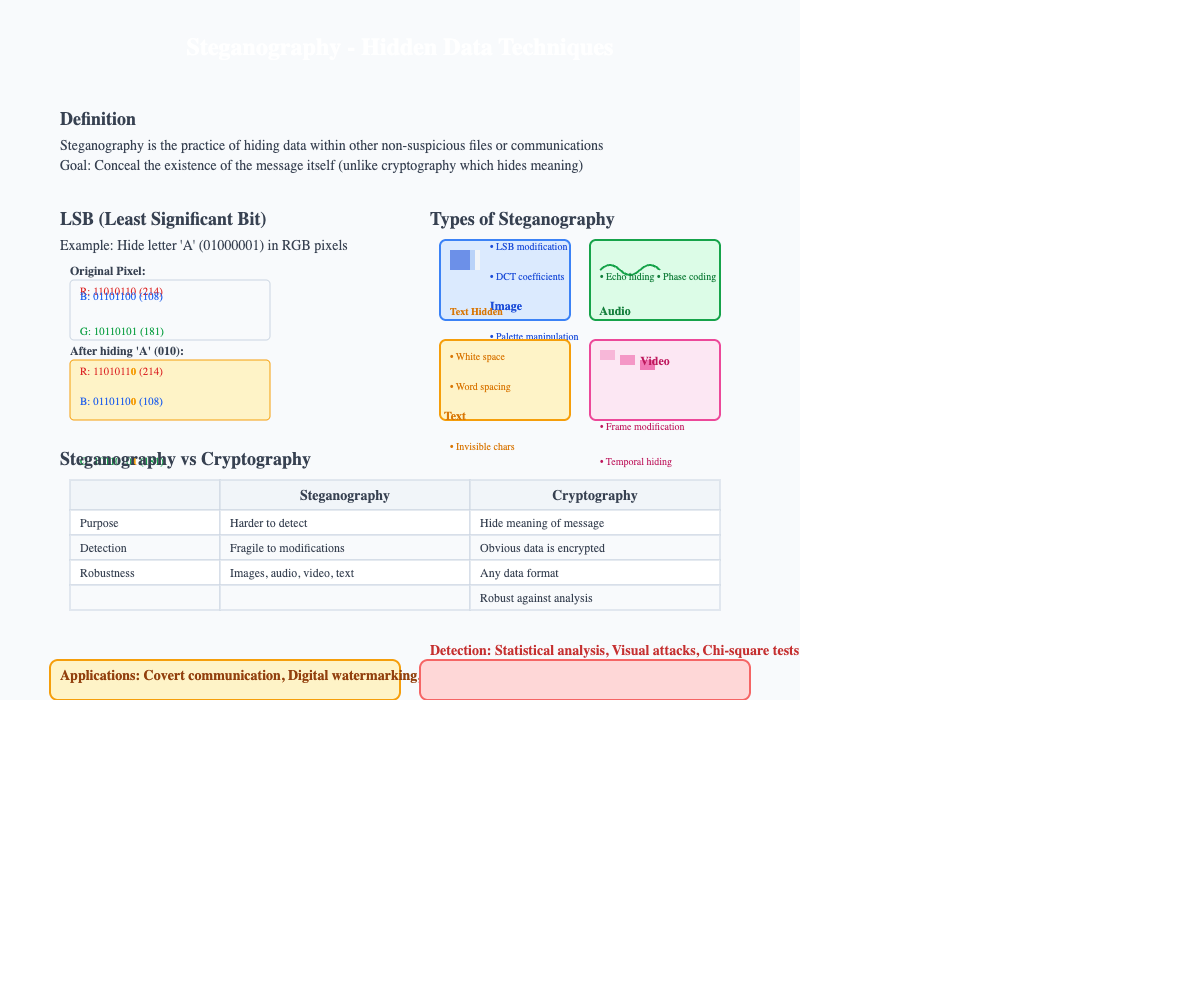 Steganography - Hidden Data Techniques
Definition
Steganography is the practice of hiding data within other non-suspicious files or communications
Goal: Conceal the existence of the message itself (unlike cryptography which hides meaning)
LSB (Least Significant Bit)
Example: Hide letter 'A' (01000001) in RGB pixels
Original Pixel:
R: 11010110 (214)
B: 01101100 (108)
G: 10110101 (181)
After hiding 'A' (010):
R: 11010110 (214)
B: 01101100 (108)
Types of Steganography
• LSB modification
• DCT coefficients
Image
Text Hidden
• Palette manipulation
• Echo hiding • Phase coding
Audio
• White space
• Word spacing
Text
• Invisible chars
Video
• Frame modification
• Temporal hiding
Steganography vs Cryptography
Steganography Cryptography
Purpose Harder to detect Hide meaning of message
Detection Fragile to modifications Obvious data is encrypted
Robustness Images, audio, video, text Any data format
Robust against analysis
Detection: Statistical analysis, Visual attacks, Chi-square tests
Applications: Covert communication, Digital watermarking,